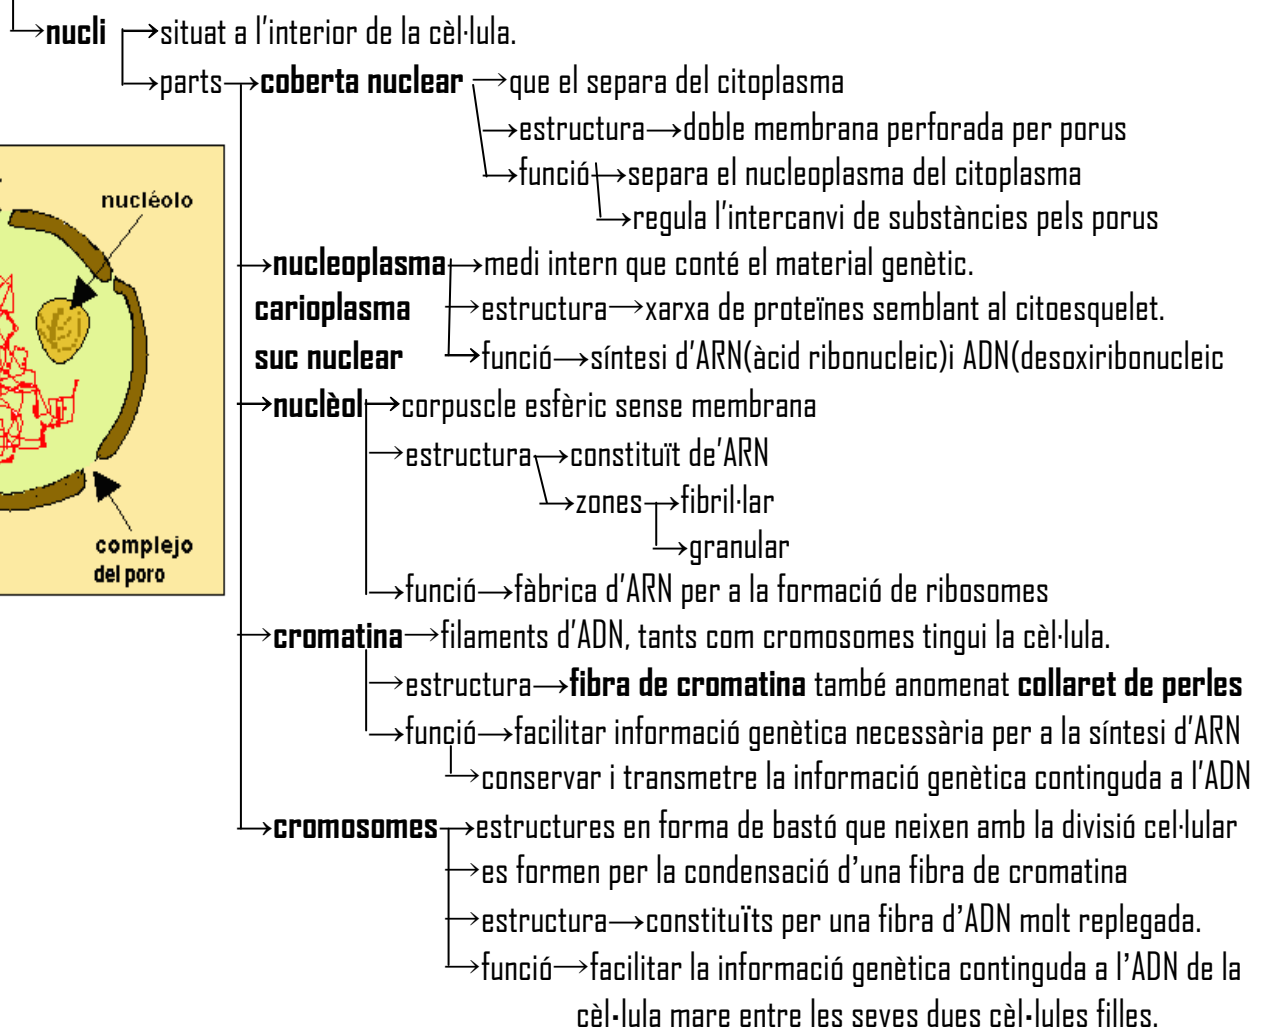 →nucli →situat a l'interior de la cèl·lula.
→parts→coberta nuclear →que el separa del citoplasma
→estructura→doble membrana perforada per porus
→funció→separa el nucleoplasma del citoplasma
→regula l'intercanvi de substàncies pels porus
nucléolo
→nucleoplasma→medi intern que conté el material genètic.
carioplasma →estructura→xarxa de proteïnes semblant al citoesquelet.
suc nuclear →funció→síntesi d'ARN(àcid ribonucleic)i ADN(desoxiribonucleic
→nuclèol→corpuscle esfèric sense membrana
→estructura→constituït de'ARN
→zones→fibril·lar
→granular
complejo
del poro
→funció→fàbrica d'ARN per a la formació de ribosomes
→cromatina→filaments d'ADN, tants com cromosomes tingui la cèl·lula.
→estructura→fibra de cromatina també anomenat collaret de perles
→funció→facilitar informació genètica necessària per a la síntesi d'ARN
→conservar i transmetre la informació genètica continguda a l'ADN
→cromosomes→estructures en forma de bastó que neixen amb la divisió cel·lular
→es formen per la condensació d'una fibra de cromatina
→estructura→constituïts per una fibra d'ADN molt replegada.
→funció→facilitar la informació genètica continguda a l'ADN de la
cèl·lula mare entre les seves dues cèl·lules filles.